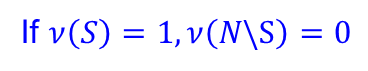 If ν(S) = 1, ν(N\S) = 0